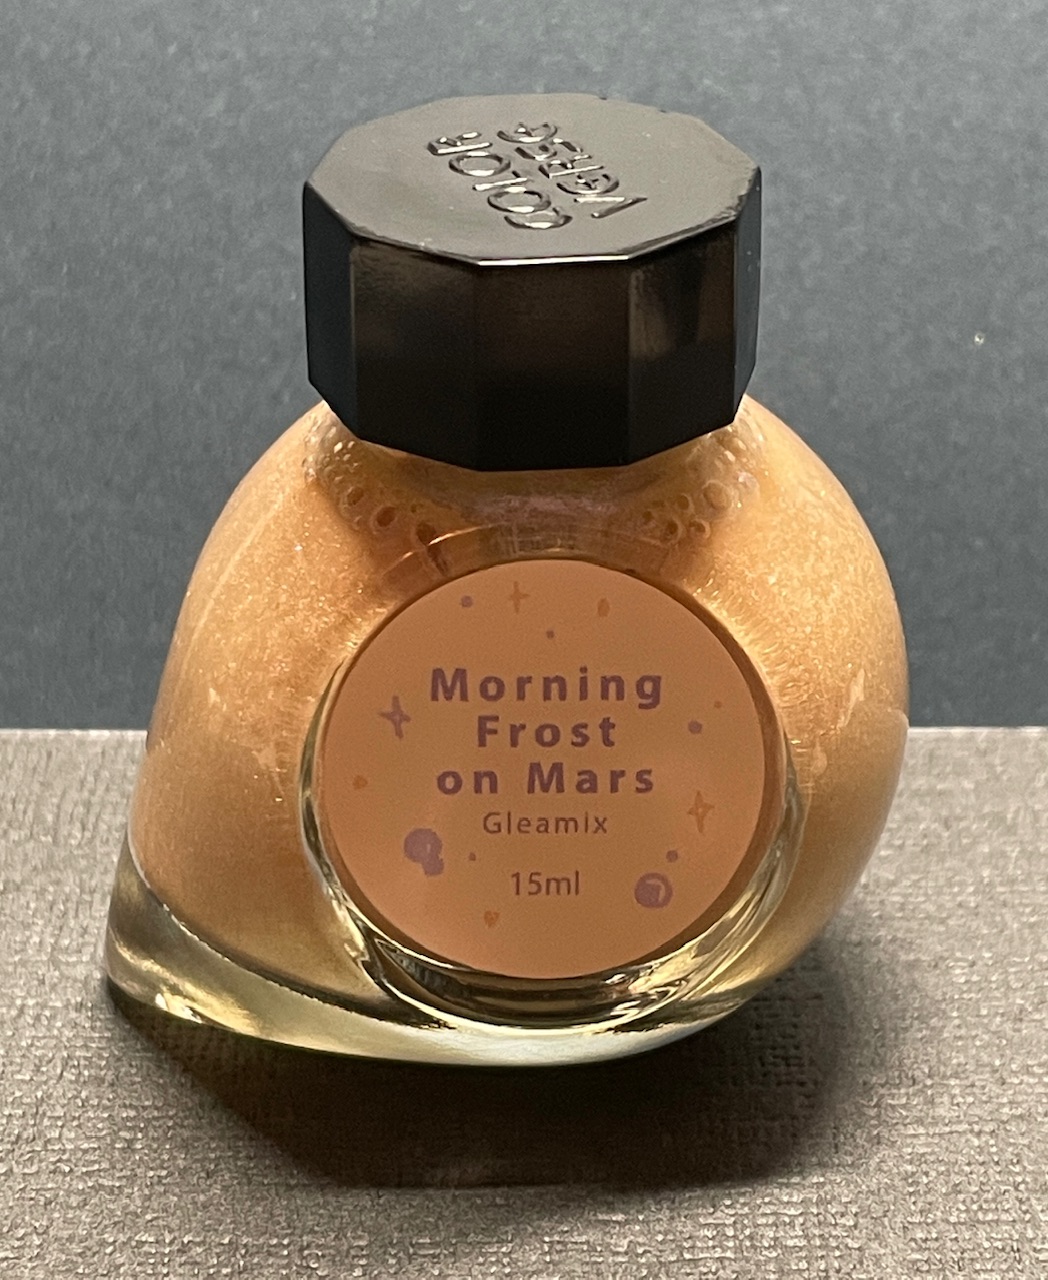 COLOR
VERSE
Morning
Frost
on Mars
Gleamix
15ml